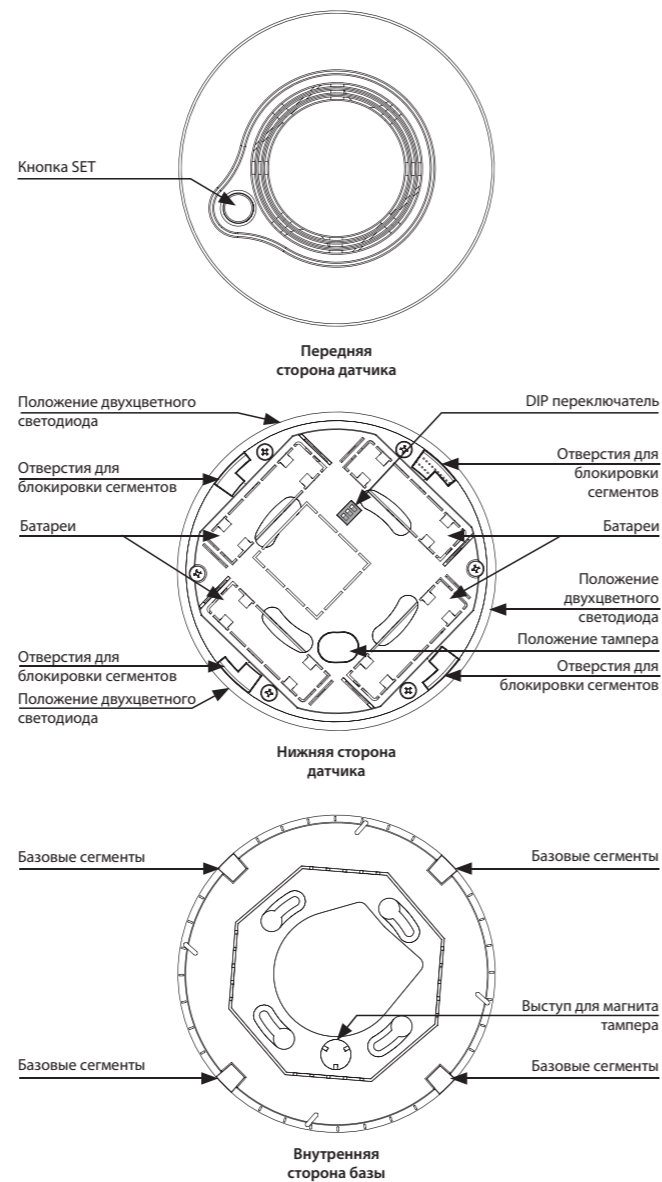 Кнопка SET
Передняя
сторона датчика
Положение двухцветного
светодиода
DIP переключатель
Отверстия для
блокировки сегментов
Отверстия для
блокировки
сегментов
Батареи
Батареи
Положение
двухцветного
светодиода
Положение тампера
Отверстия для
блокировки сегментов
Отверстия для
блокировки сегментов
Положение двухцветного
светодиода
Нижняя сторона
датчика
Базовые сегменты
Базовые сегменты
Выступ для магнита
тампера
Базовые сегменты
Базовые сегменты
Внутренняя
сторона базы